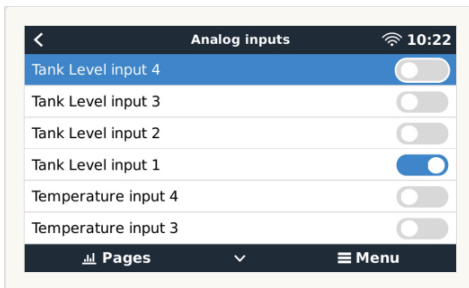 Analog inputs 10:22
Tank Level input 4
Tank Level input 3
Tank Level input 2
Tank Level input 1
Temperature input 4
Temperature input 3
Pages Menu